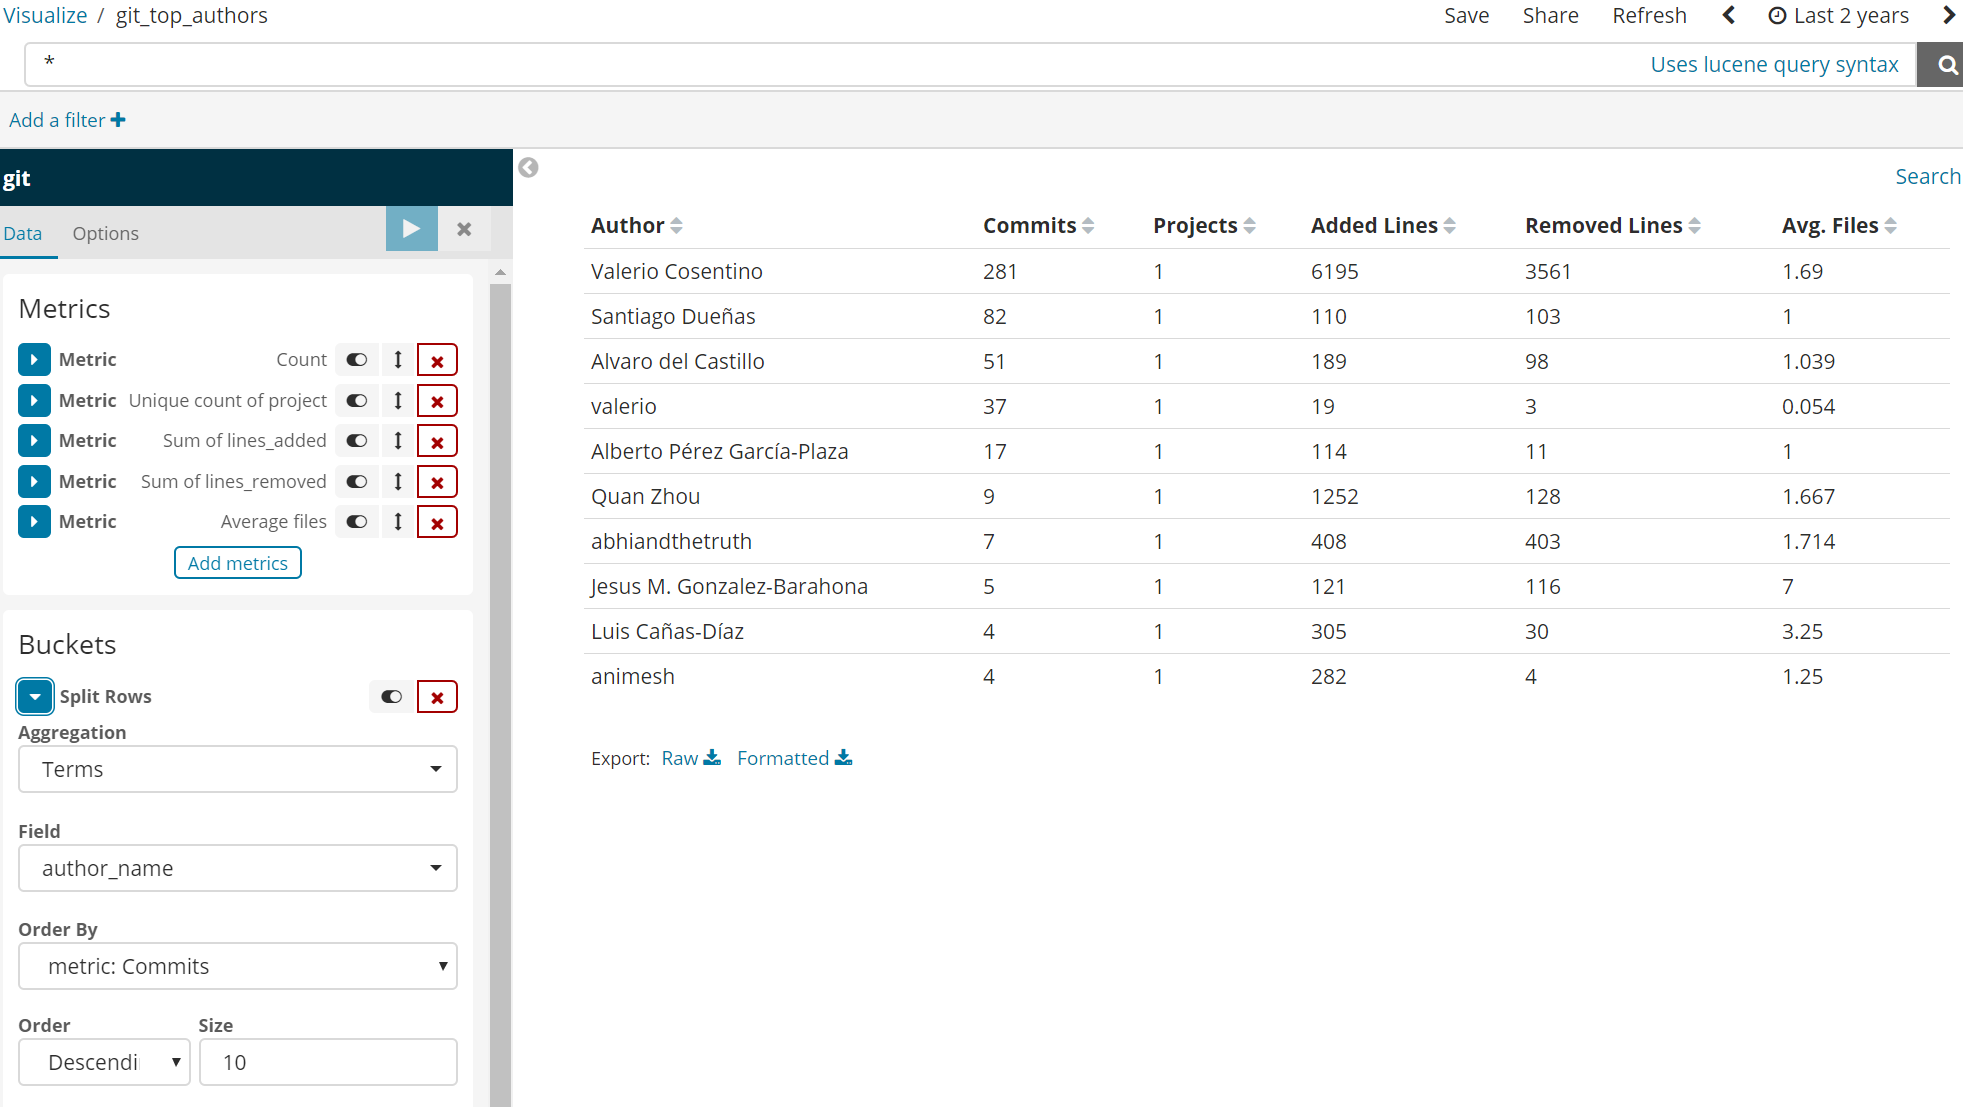 Visualize / git_top_authors
Save Share Refresh Last 2 years
*
Uses lucene query syntax
Add a filter
git
Data Options
Metrics
Metric Count
Metric Unique count of project
Metric Sum of lines_added
Metric Sum of lines_removed
Metric Average files
Add metrics
Buckets
Split Rows
Aggregation
Terms
Field
author_name
Order By
metric: Commits
Order Size
Descendi 10
Search
Author Commits Projects Added Lines Removed Lines Avg. Files
Valerio Cosentino 281 1 6195 3561 1.69
Santiago Dueñas 82 1 110 103 1
Alvaro del Castillo 51 1 189 98 1.039
valerio 37 1 19 3 0.054
Alberto Pérez García-Plaza 17 1 114 11 1
Quan Zhou 9 1 1252 128 1.667
abhiandthetruth 7 1 408 403 1.714
Jesus M. Gonzalez-Barahona 5 1 121 116 7
Luis Cañas-Díaz 4 1 305 30 3.25
animesh 4 1 282 4 1.25
Export: Raw Formatted